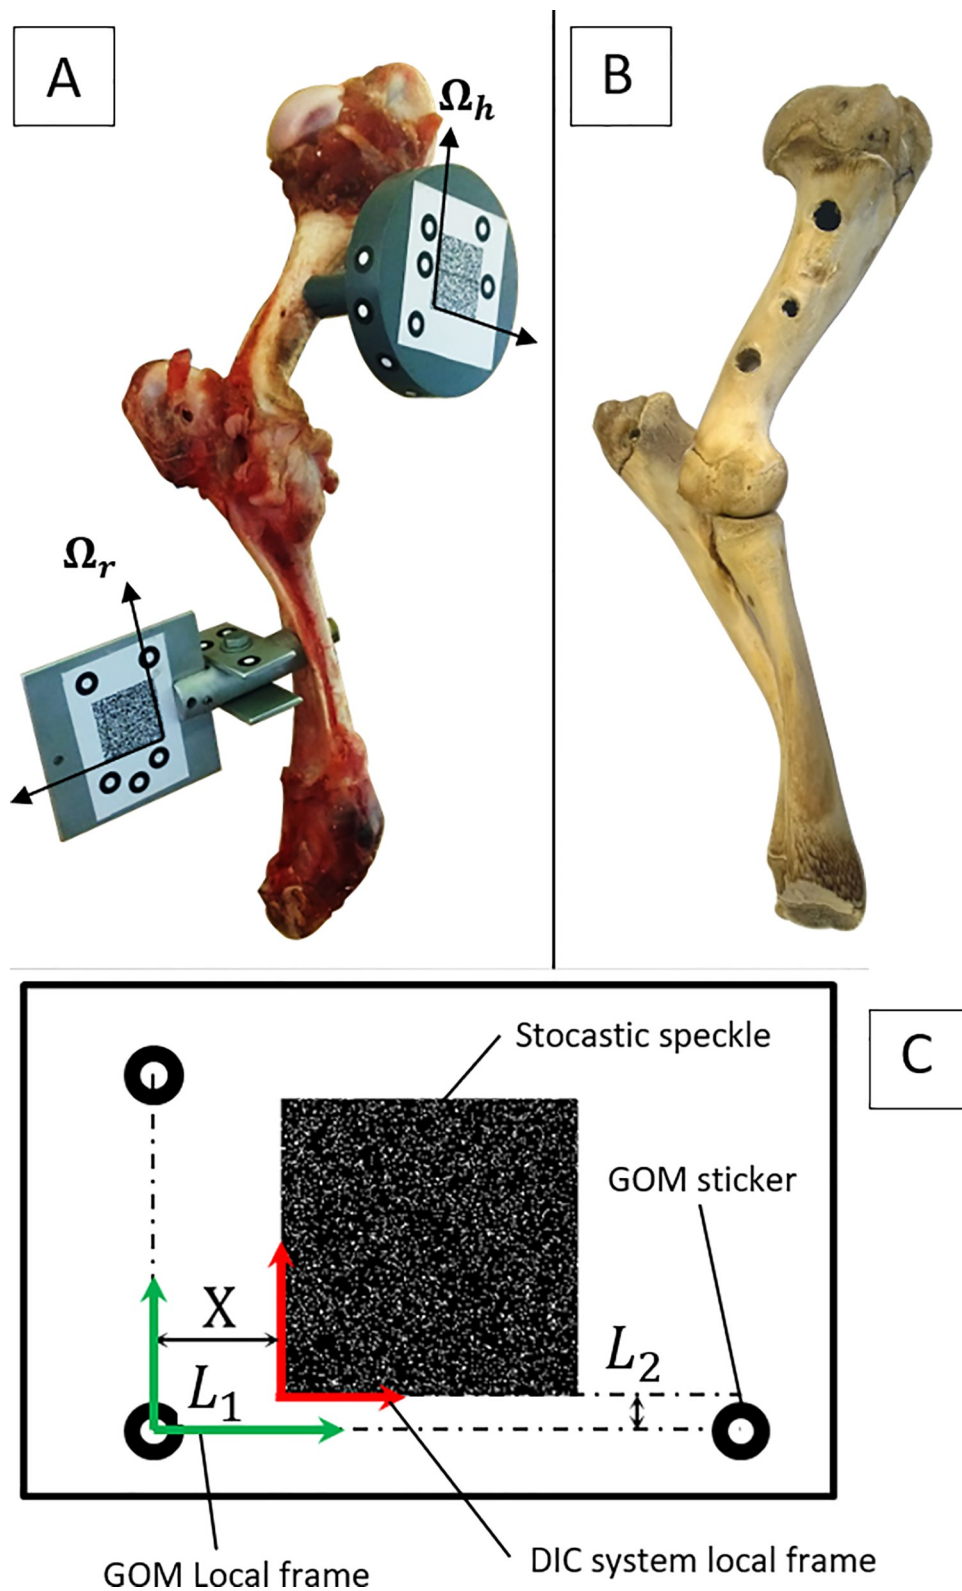 A
B
Ωh
Ωr
C
Stocastic speckle
GOM sticker
X
L2
L1
DIC system local frame
GOM Local frame